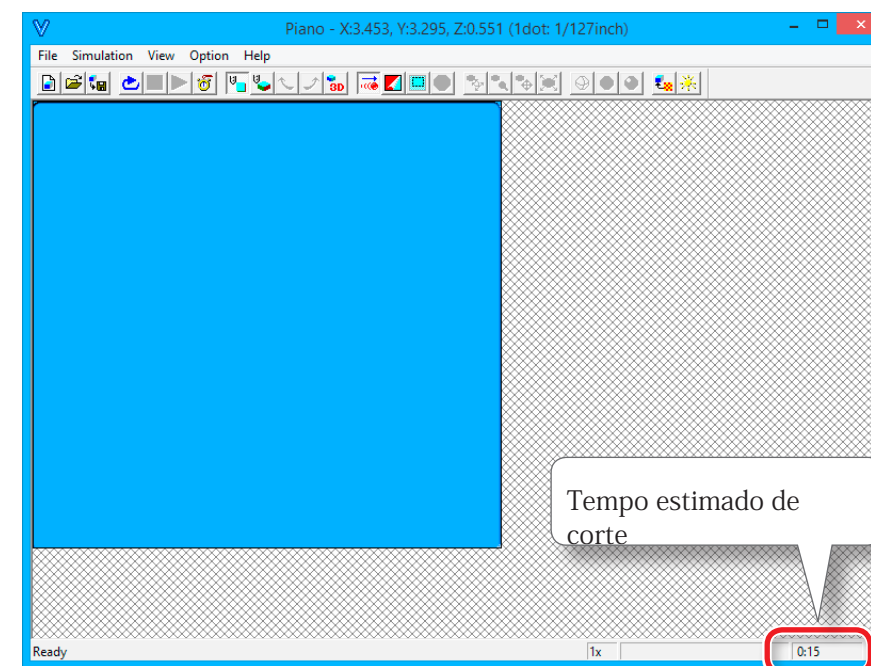 Piano - X:3.453, Y:3.295, Z:0.551 (1dot: 1/127inch)
File Simulation View Option Help
3D
Tempo estimado de
corte
Ready 1x 0:15